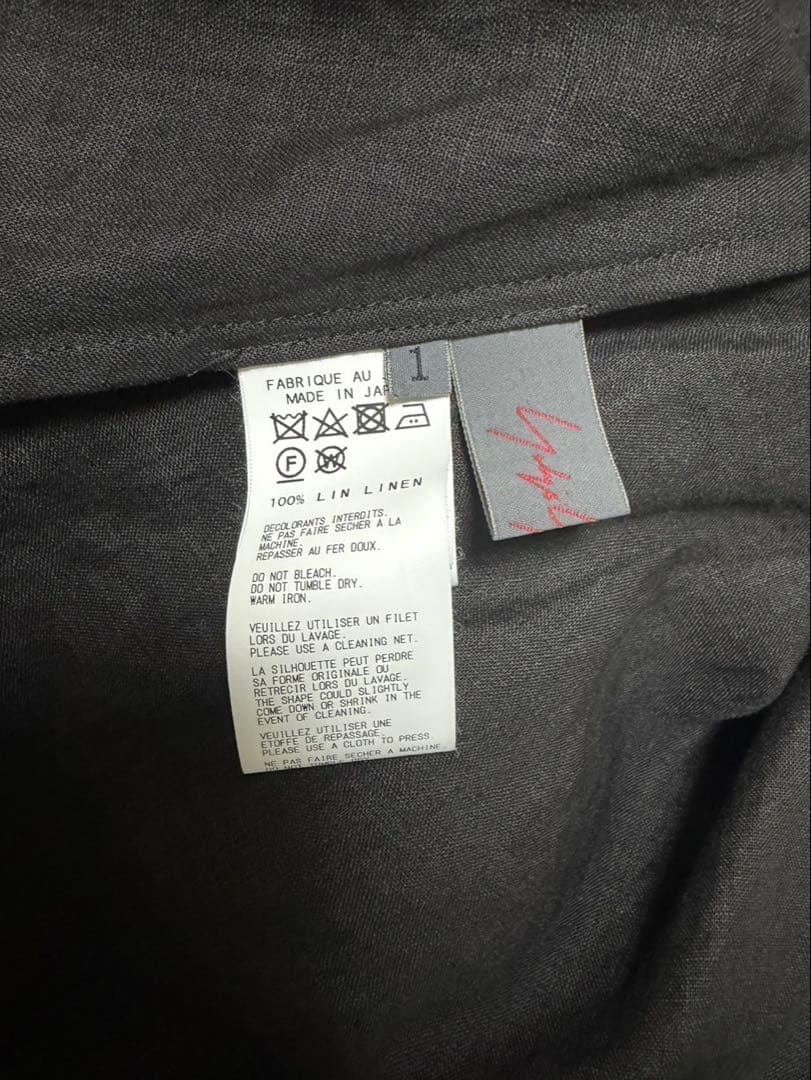 FABRIQUE AU
MADE IN JAP
1
F
W
100% LIN LINEN
DECOLORANTS INTERDITS.
NE PAS FAIRE SECHER A LA
MACHINE.
REPASSER AU FER DOUX.
DO NOT BLEACH.
DO NOT TUMBLE DRY.
WARM IRON.
VEUILLEZ UTILISER UN FILET
LORS DU LAVAGE.
PLEASE USE A CLEANING NET.
LA SILHOUETTE PEUT PERDRE
SA FORME ORIGINALE OU
RETRECIR LORS DU LAVAGE.
THE SHAPE COULD SLIGHTLY
COME DOWN OR SHRINK IN THE
EVENT OF CLEANING.
VEUILLEZ UTILISER UNE
ETOFFE DE REPASSAGE.
PLEASE USE A CLOTH TO PRESS.
NE PAS FAIRE SECHER A MACHINE